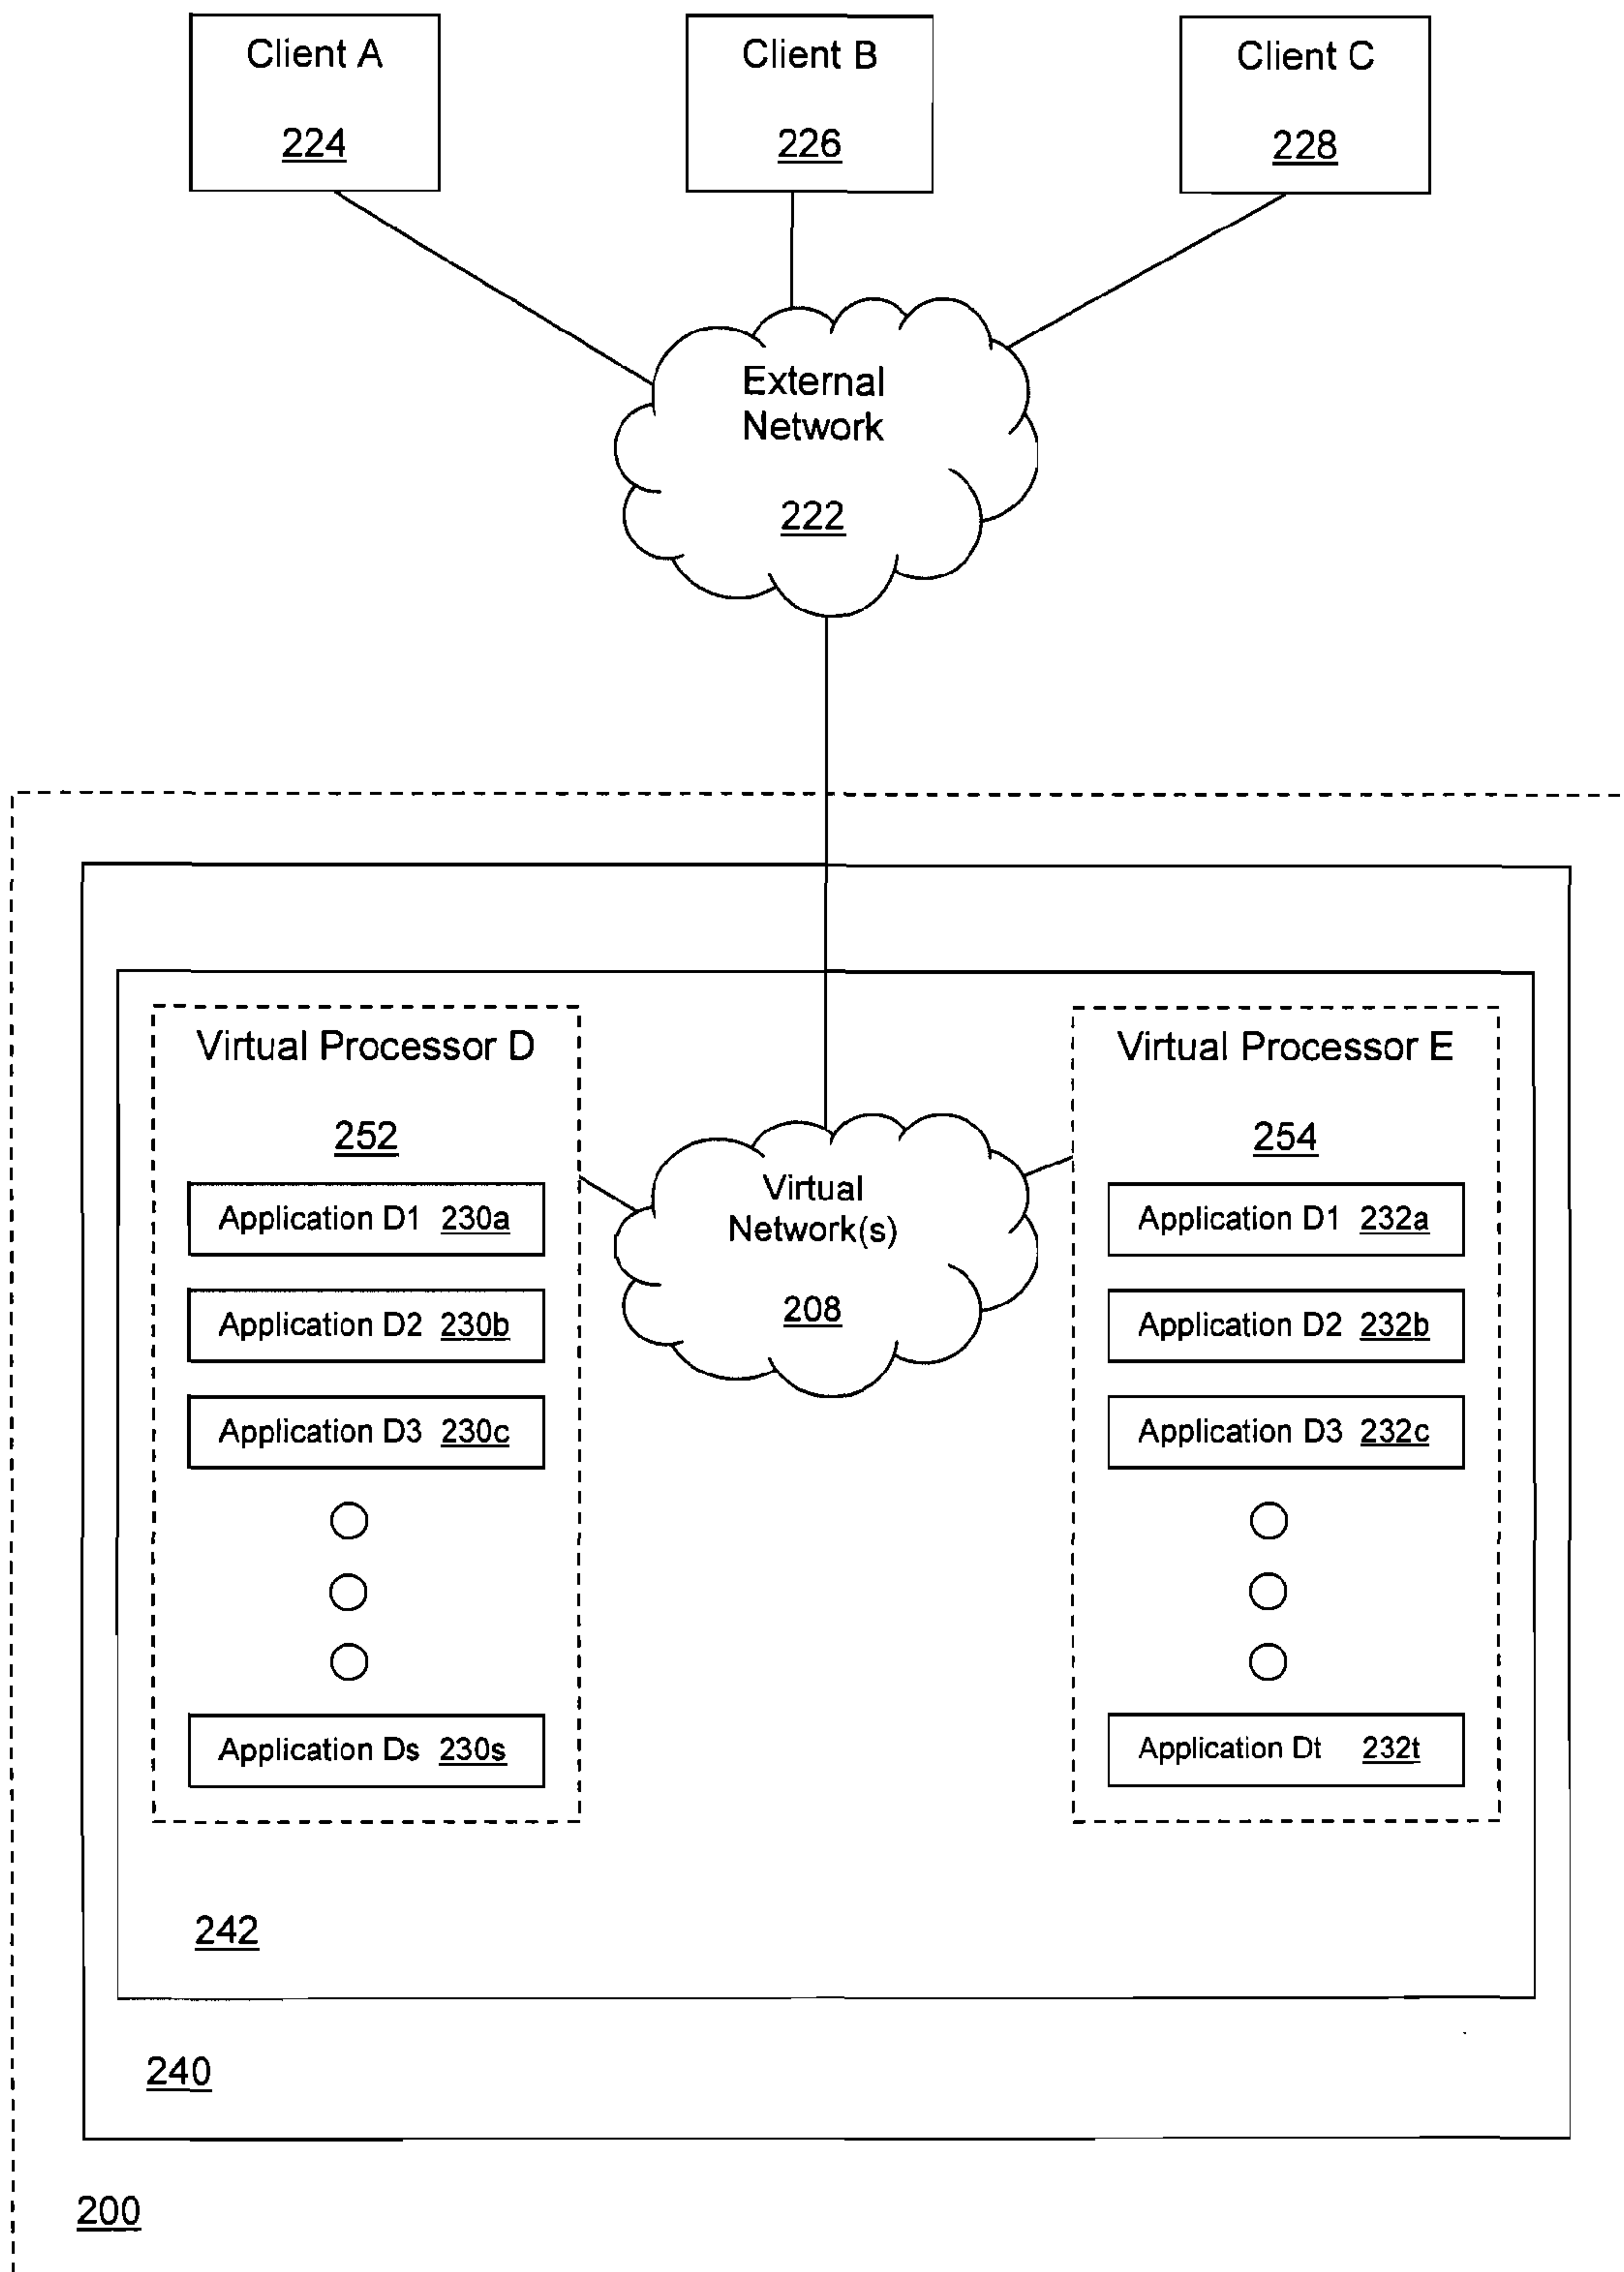 Client A
224
Client B
226
Client C
228
External
Network
222
Virtual Processor D
252
Application D1 230a
Application D2 230b
Application D3 230c
Application Ds 230s
Virtual
Network(s)
208
Virtual Processor E
254
Application D1 232a
Application D2 232b
Application D3 232c
Application Dt 232t
242
240
200